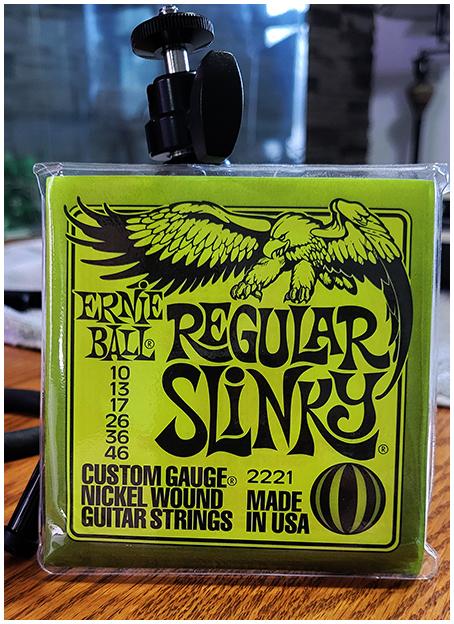 ERNIE
BALL®
REGULAR
SLINKY®
10
13
17
26
36
46
CUSTOM GAUGE®
NICKEL WOUND
GUITAR STRINGS
2221
MADE
IN USA